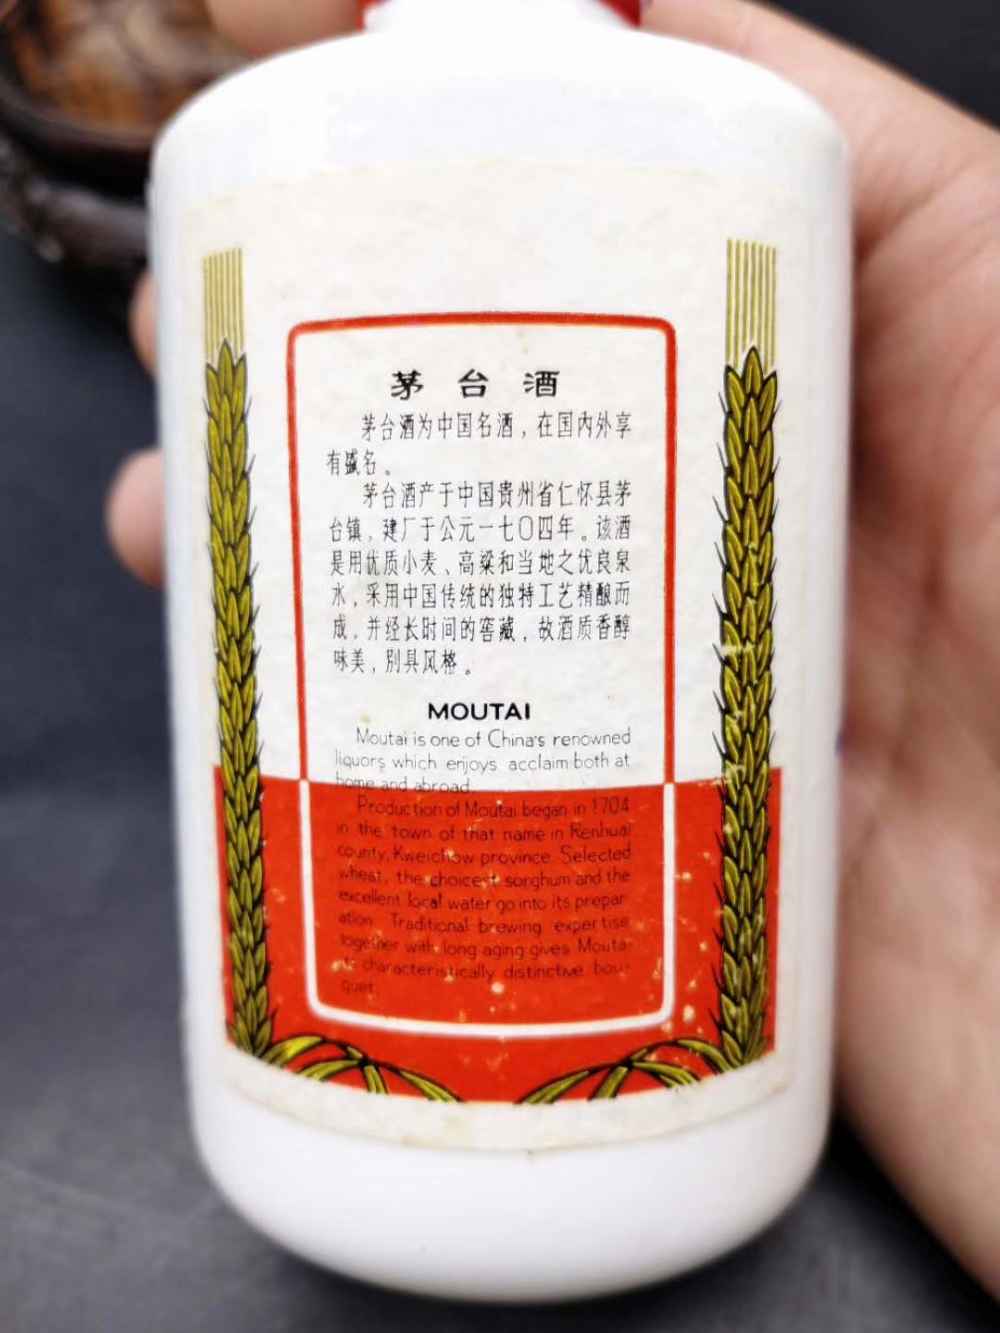 茅台酒
茅台酒为中国名酒，在国内外享
有盛名。
茅台酒产于中国贵州省仁怀县茅
台镇，建厂于公元一七〇四年。该酒
是用优质小麦、高粱和当地之优良泉
水，采用中国传统的独特工艺精酿而
成，并经长时间的窖藏，故酒质香醇
味美，别具风格。
MOUTAI
Moutai is one of China's renowned
liquors which enjoys acclaim both at
home and abroad.
Production of Moutai began in 1704
in the town of that name in Renhuai
county, Kweichow province. Selected
wheat, the choicest sorghum and the
excellent local water go into its prepar-
ation. Traditional brewing expertise
together with long aging gives Moutai
its characteristically distinctive bou-
quet.